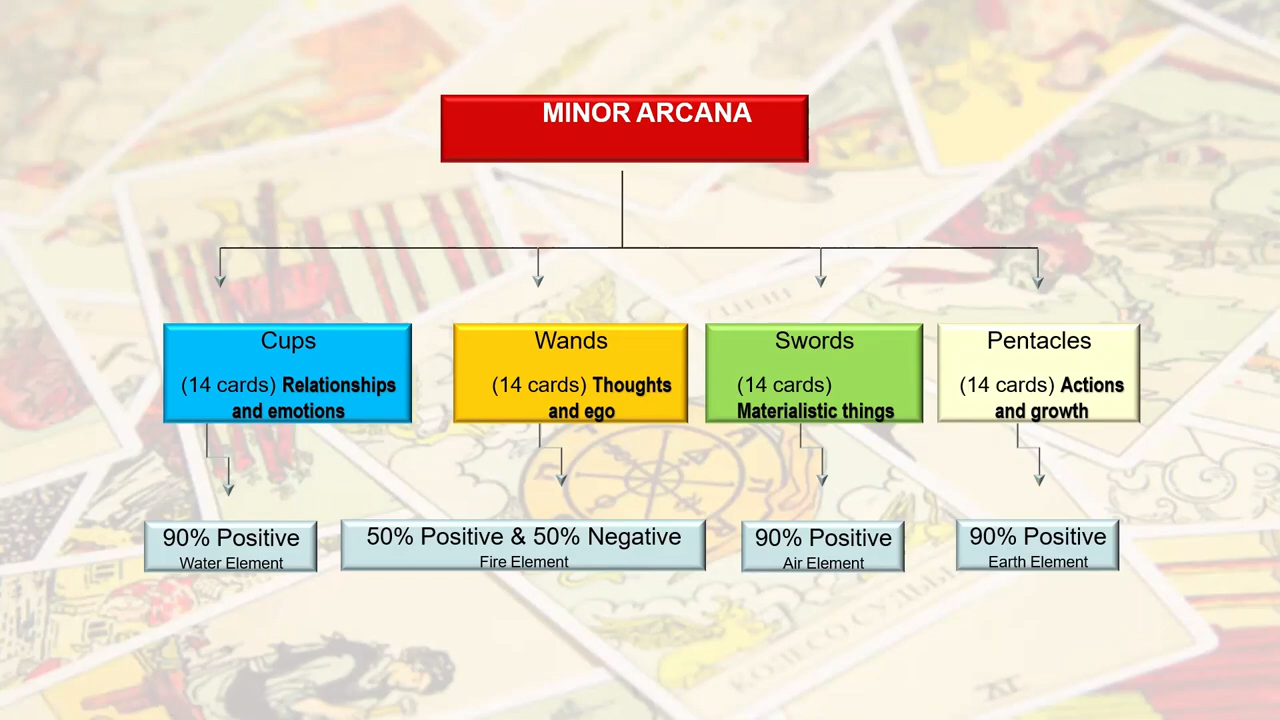 MINOR ARCANA
Cups
(14 cards) Relationships
and emotions
Wands
(14 cards) Thoughts
and ego
Swords
(14 cards)
Materialistic things
Pentacles
(14 cards) Actions
and growth
90% Positive
Water Element
50% Positive & 50% Negative
Fire Element
90% Positive
Air Element
90% Positive
Earth Element